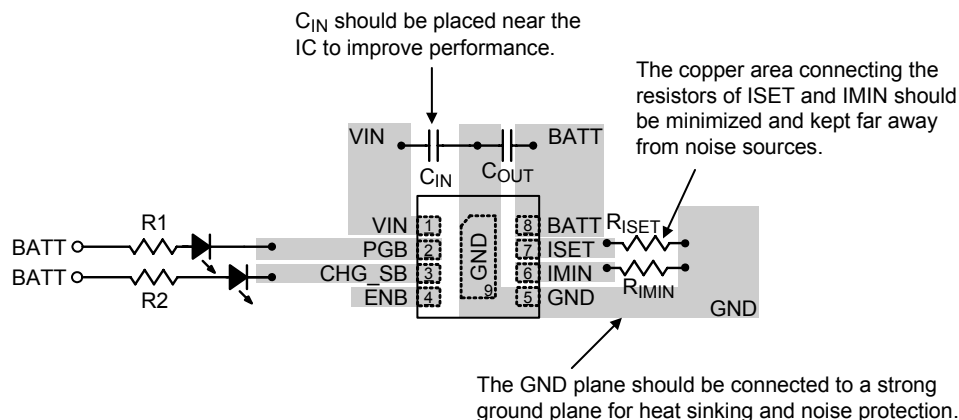 C_IN should be placed near the
IC to improve performance.
The copper area connecting the
resistors of ISET and IMIN should
be minimized and kept far away
from noise sources.
VIN
BATT
C_IN
C_OUT
R1
BATT
BATT
R2
VIN 1
PGB 2
CHG_SB 3
ENB 4
GND
9
8 BATT
7 ISET
6 IMIN
5 GND
R_ISET
R_IMIN
GND
The GND plane should be connected to a strong
ground plane for heat sinking and noise protection.